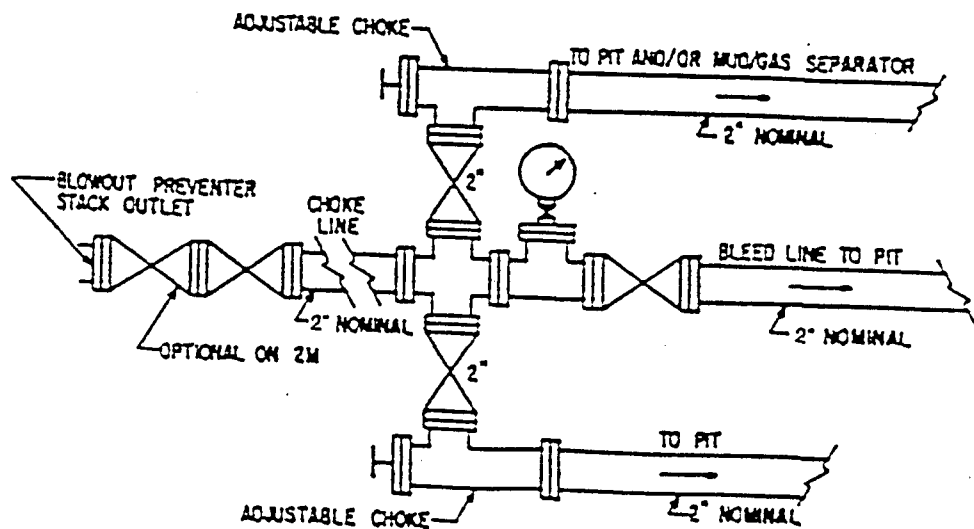 ADJUSTABLE CHOKE
TO PIT AND/OR MUD/GAS SEPARATOR
2" NOMINAL
2"
BLOWOUT PREVENTER
STACK OUTLET
CHOKE
LINE
BLEED LINE TO PIT
2" NOMINAL
2" NOMINAL
OPTIONAL ON 2M
2"
TO PIT
ADJUSTABLE CHOKE
2" NOMINAL